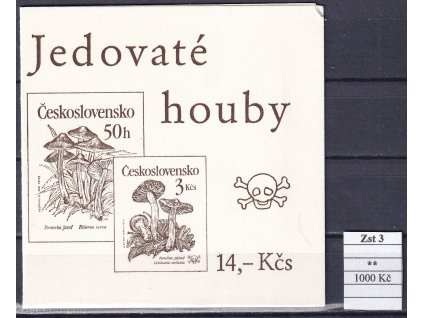 Jedovaté
houby
Československo
50h
Československo
3 Kčs
14,- Kčs
Zst 3
**
1000 Kč